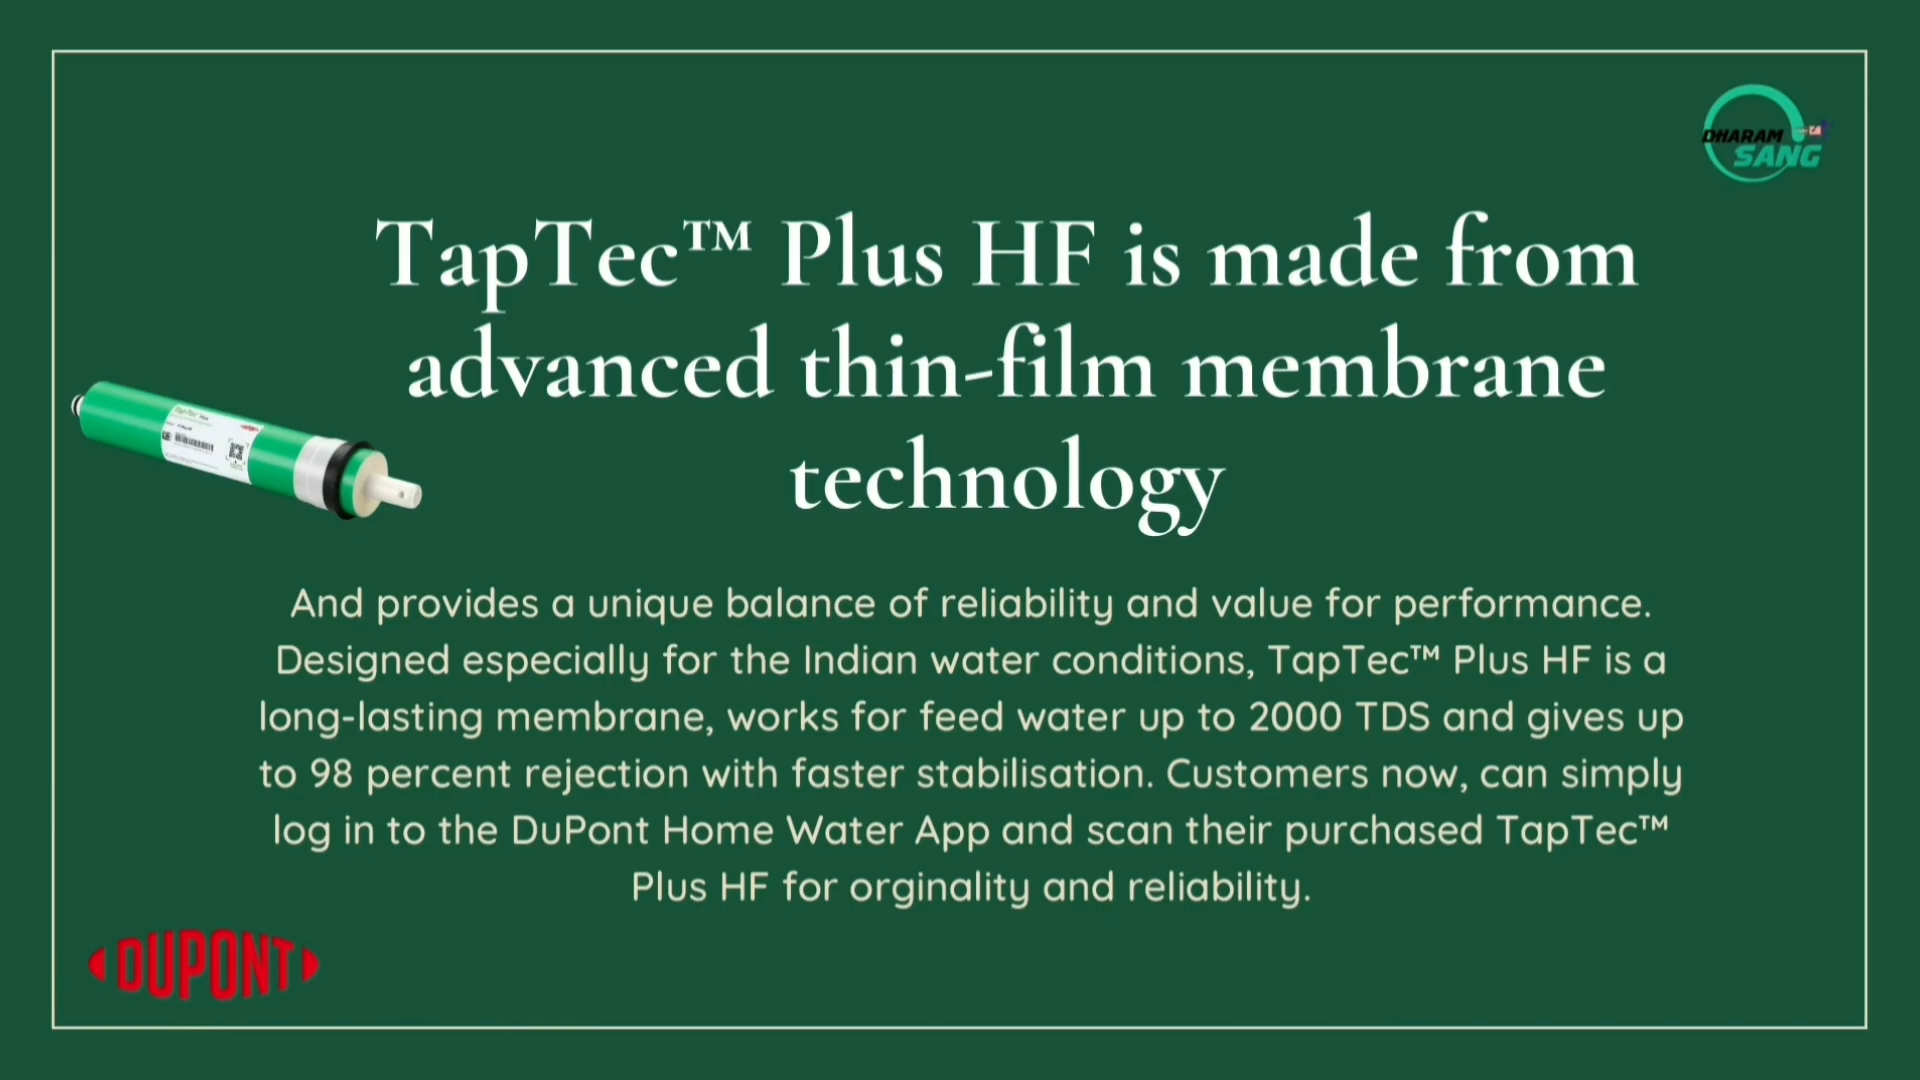 DHARAM
SANG
TapTec™ Plus HF is made from
advanced thin-film membrane
technology
TapTec Plus
And provides a unique balance of reliability and value for performance.
Designed especially for the Indian water conditions, TapTec™ Plus HF is a
long-lasting membrane, works for feed water up to 2000 TDS and gives up
to 98 percent rejection with faster stabilisation. Customers now, can simply
log in to the DuPont Home Water App and scan their purchased TapTec™
Plus HF for orginality and reliability.
DUPONT